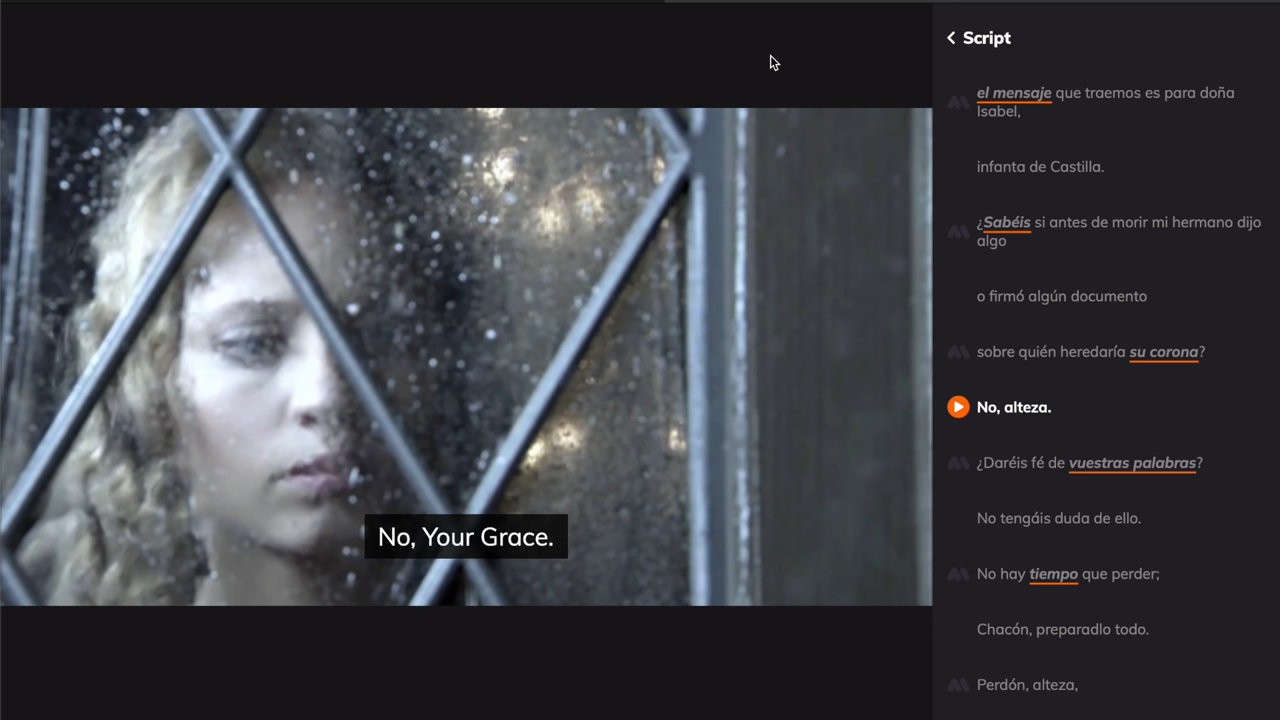 Script
el mensaje que traemos es para doña
Isabel,
infanta de Castilla.
¿Sabéis si antes de morir mi hermano dijo
algo
o firmó algún documento
sobre quién heredaría su corona?
No, alteza.
¿Daréis fé de vuestras palabras?
No tengáis duda de ello.
No hay tiempo que perder;
Chacón, preparadlo todo.
Perdón, alteza,
No, Your Grace.